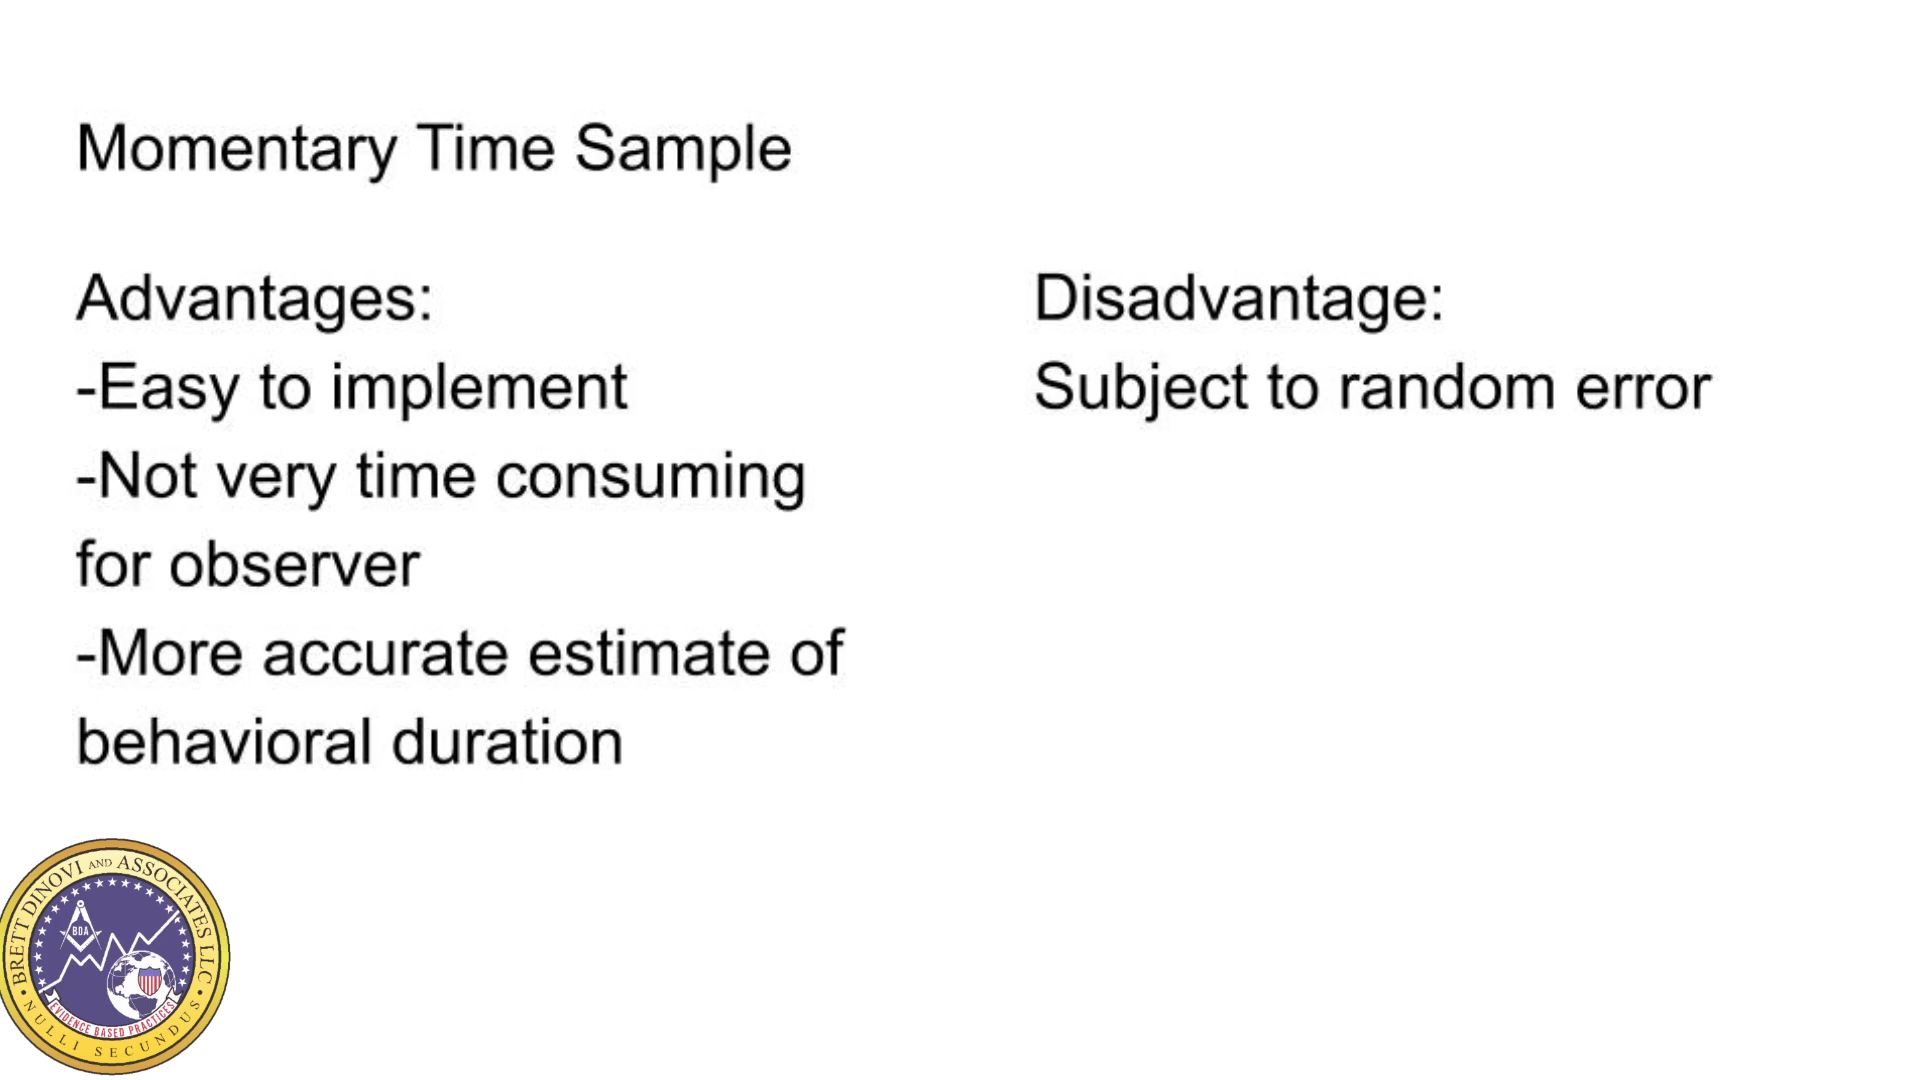 Momentary Time Sample
Advantages:
-Easy to implement
-Not very time consuming
for observer
-More accurate estimate of
behavioral duration
Disadvantage:
Subject to random error
BRETT DINOVI AND ASSOCIATES LLC
BDA
EVIDENCE BASED PRACTICES
NULLI SECUNDUS